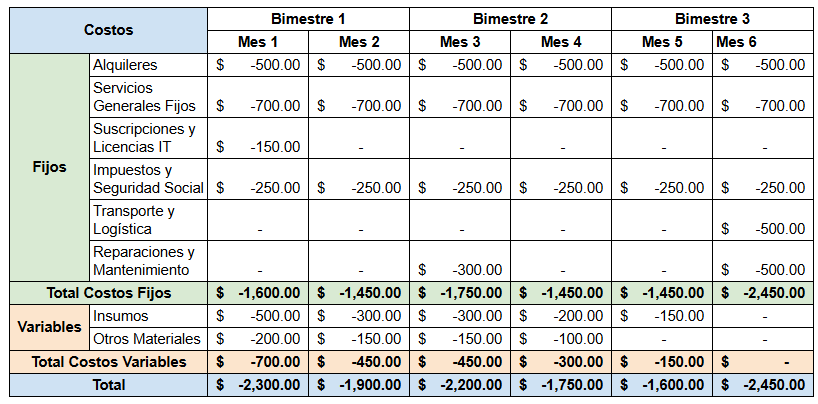 Costos Bimestre 1 Bimestre 2 Bimestre 3
Mes 1 Mes 2 Mes 3 Mes 4 Mes 5 Mes 6
Fijos
Alquileres $ -500.00 $ -500.00 $ -500.00 $ -500.00 $ -500.00 $ -500.00
Servicios
Generales Fijos $ -700.00 $ -700.00 $ -700.00 $ -700.00 $ -700.00 $ -700.00
Suscripciones y
Licencias IT $ -150.00 - - - - -
Impuestos y
Seguridad Social $ -250.00 $ -250.00 $ -250.00 $ -250.00 $ -250.00 $ -250.00
Transporte y
Logística - - - - - $ -500.00
Reparaciones y
Mantenimiento - - $ -300.00 - - $ -500.00
Total Costos Fijos $ -1,600.00 $ -1,450.00 $ -1,750.00 $ -1,450.00 $ -1,450.00 $ -2,450.00
Variables
Insumos $ -500.00 $ -300.00 $ -300.00 $ -200.00 $ -150.00 -
Otros Materiales $ -200.00 $ -150.00 $ -150.00 $ -100.00 - -
Total Costos Variables $ -700.00 $ -450.00 $ -450.00 $ -300.00 $ -150.00 $ -
Total $ -2,300.00 $ -1,900.00 $ -2,200.00 $ -1,750.00 $ -1,600.00 $ -2,450.00